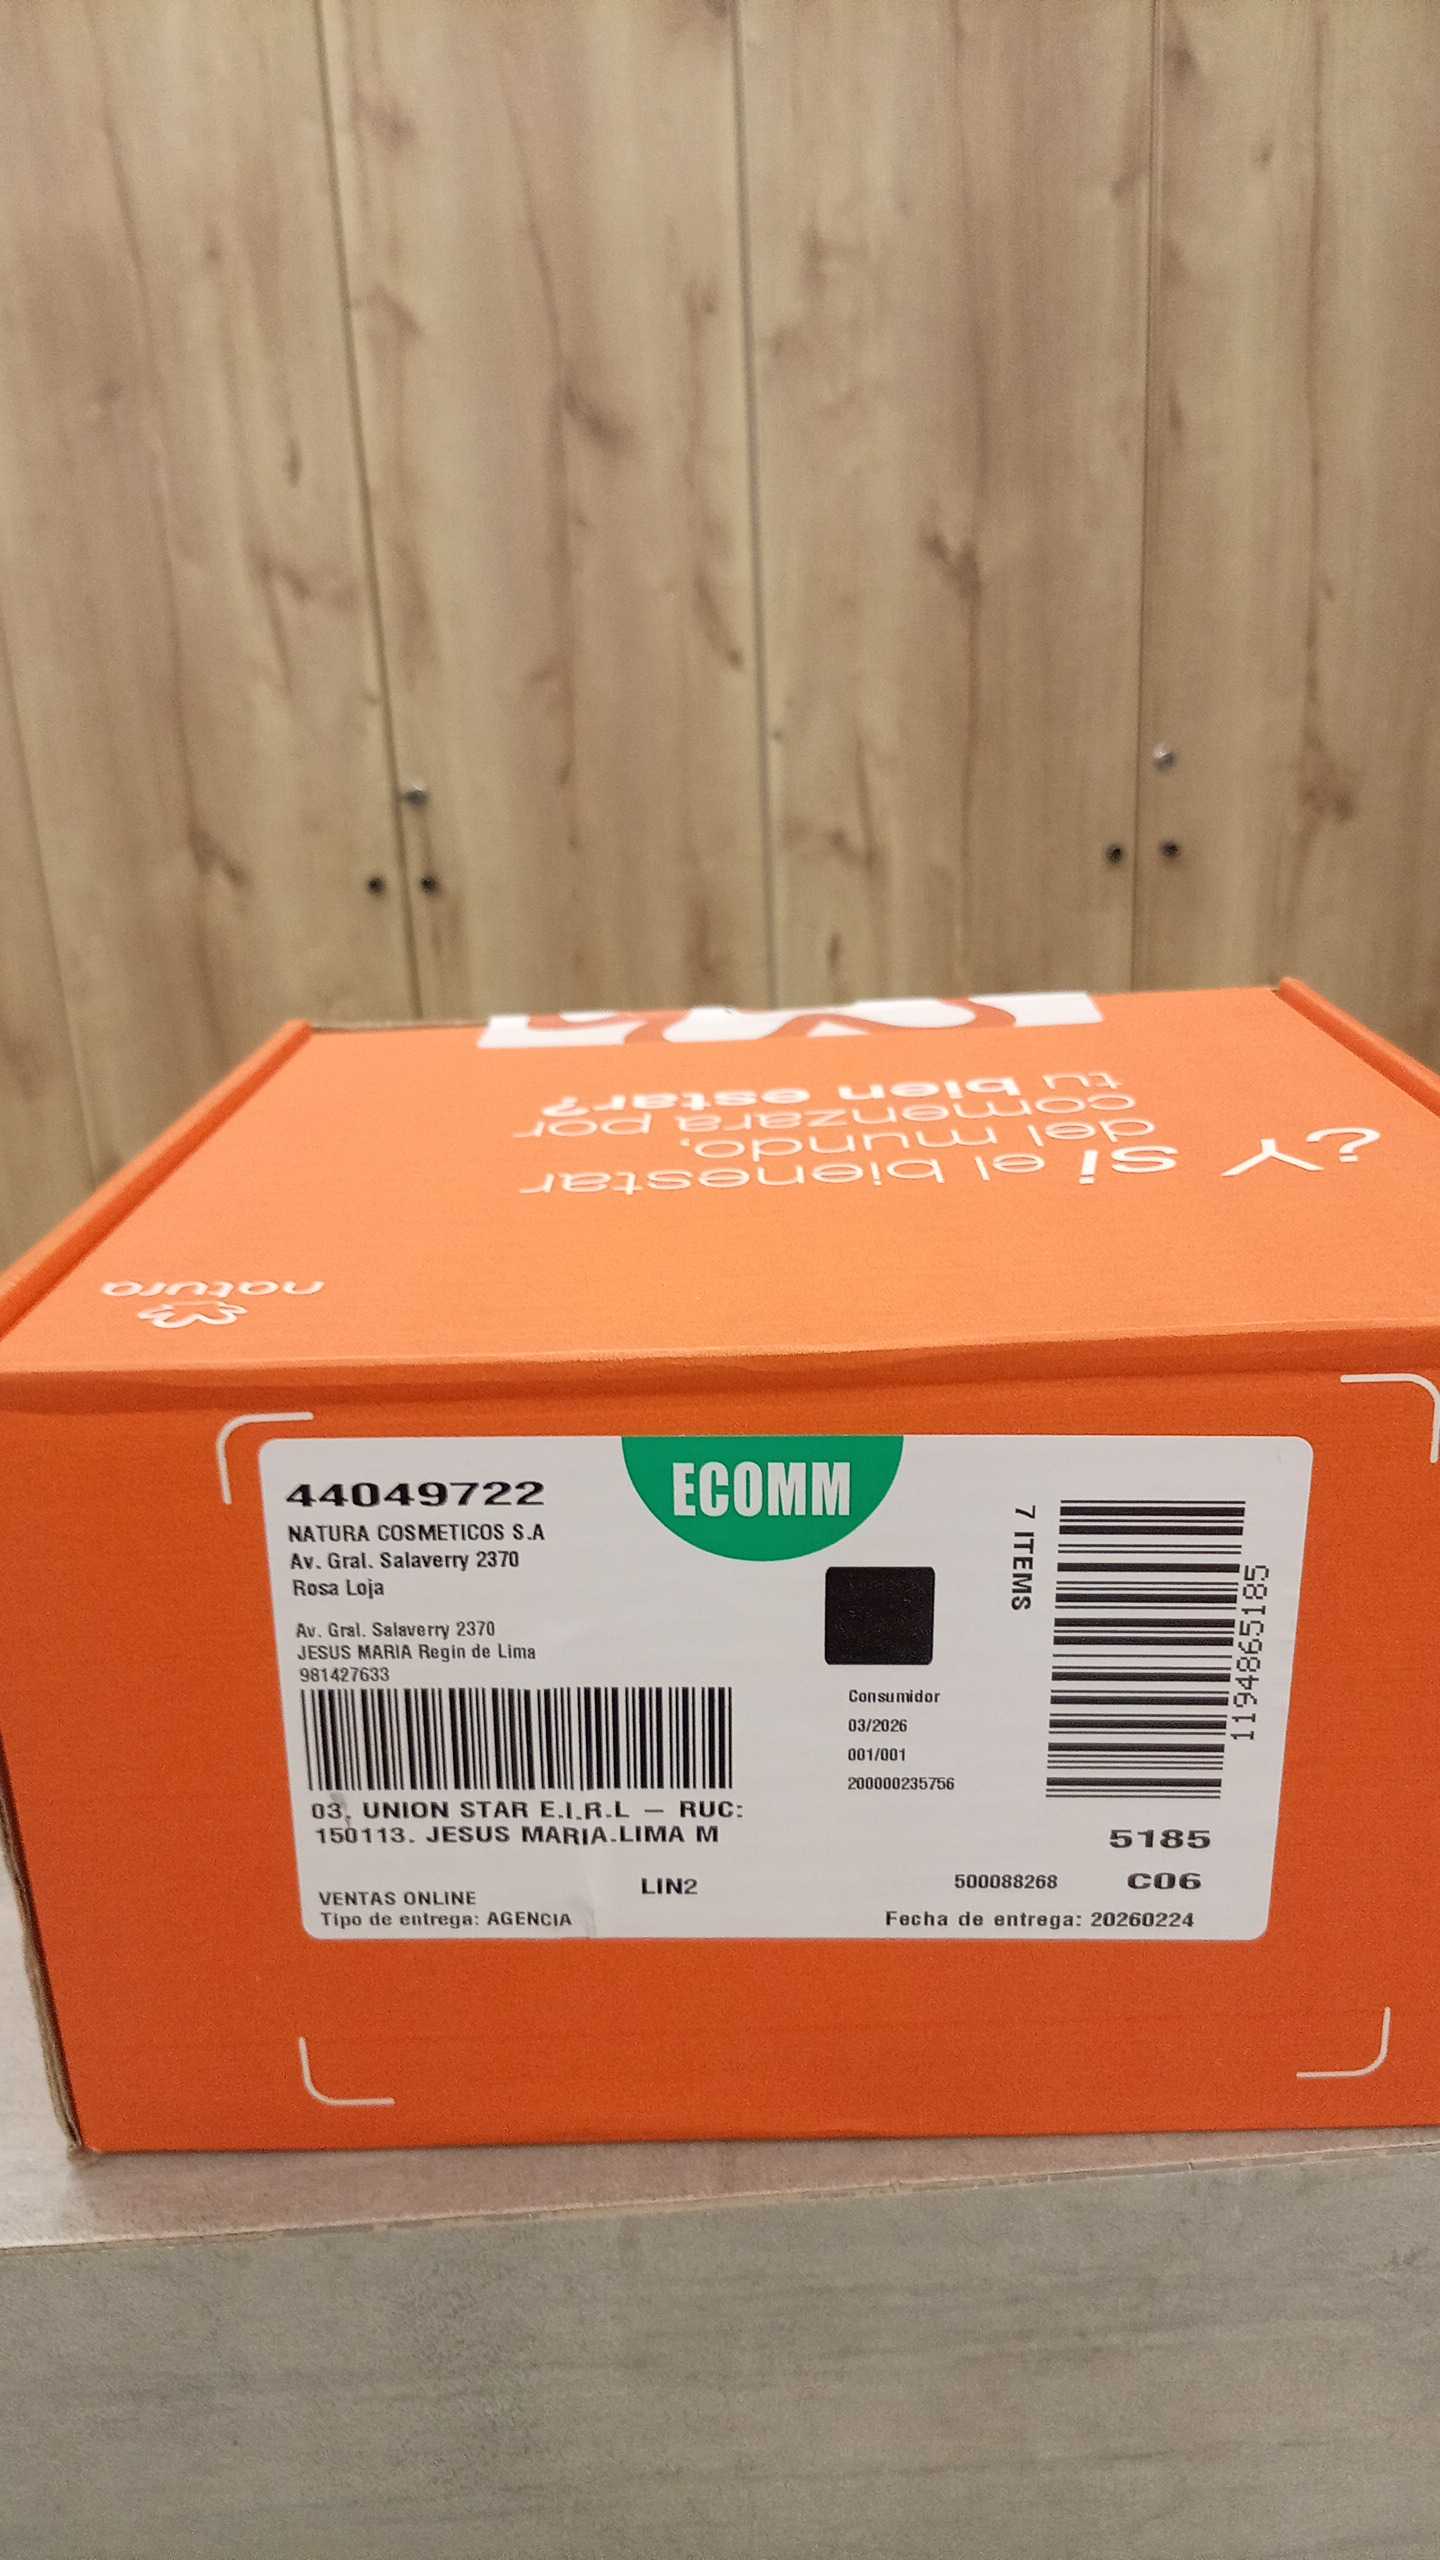 ¿Y si el bienestar
del mundo,
comenzara por
tu bien estar?
natura
44049722
NATURA COSMETICOS S.A
Av. Gral. Salaverry 2370
Rosa Loja
Av. Gral. Salaverry 2370
JESUS MARIA Regin de Lima
981427633
03. UNION STAR E.I.R.L – RUC:
150113. JESUS MARIA.LIMA M
VENTAS ONLINE
Tipo de entrega: AGENCIA
LIN2
ECOMM
Consumidor
03/2026
001/001
200000235756
7 ITEMS
1194865185
5185
500088268 C06
Fecha de entrega: 20260224